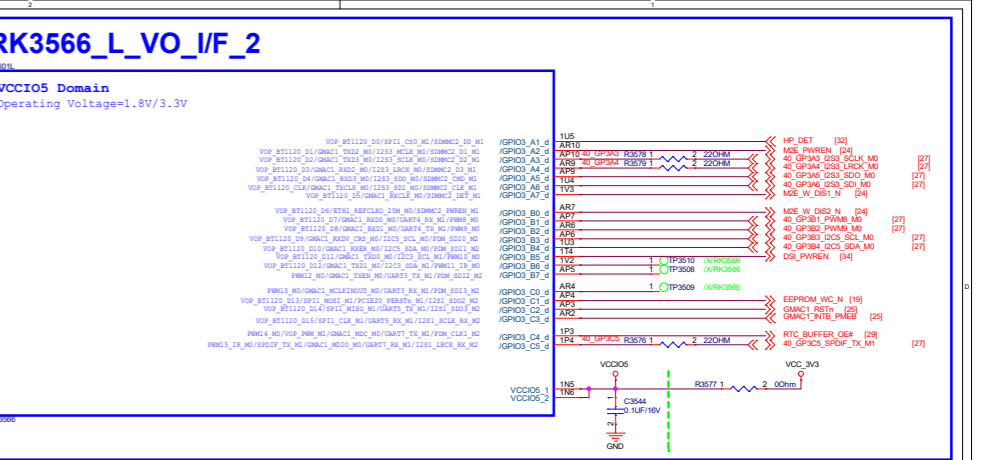 2 1
RK3566_L_VO_I/F_2
001L
VCCIO5 Domain
Operating Voltage=1.8V/3.3V
VOP_BT1120_D0/SPI1_CS0_M1/SDMMC2_D0_M1 /GPIO3_A1_d 1U5 HP_DET [32]
VOP_BT1120_D1/GMAC1_TXD2_M0/I2S3_MCLK_M0/SDMMC2_D1_M1 /GPIO3_A2_d AR10 M2E_PWREN [24]
VOP_BT1120_D2/GMAC1_TXD3_M0/I2S3_SCLK_M0/SDMMC2_D2_M1 /GPIO3_A3_d AP10 40_GP3A3 R3578 1 2 22OHM 40_GP3A3_I2S3_SCLK_M0 [27]
VOP_BT1120_D3/GMAC1_RXD2_M0/I2S3_LRCK_M0/SDMMC2_D3_M1 /GPIO3_A4_d AR9 40_GP3A4 R3579 1 2 22OHM 40_GP3A4_I2S3_LRCK_M0 [27]
VOP_BT1120_D4/GMAC1_RXD3_M0/I2S3_SDO_M0/SDMMC2_CMD_M1 /GPIO3_A5_d AP9 40_GP3A5_I2S3_SDO_M0 [27]
VOP_BT1120_CLK/GMAC1_TXCLK_M0/I2S3_SDI_M0/SDMMC2_CLK_M1 /GPIO3_A6_d 1U4 40_GP3A6_I2S3_SDI_M0 [27]
VOP_BT1120_D5/GMAC1_RXCLK_M0/SDMMC2_DET_M1 /GPIO3_A7_d 1V3 M2E_W_DIS1_N [24]
VOP_BT1120_D6/ETH1_REFCLKO_25M_M0/SDMMC2_PWREN_M1 /GPIO3_B0_d AR7 M2E_W_DIS2_N [24]
VOP_BT1120_D7/GMAC1_RXD0_M0/UART4_RX_M1/PWM8_M0 /GPIO3_B1_d AP7 40_GP3B1_PWM8_M0 [27]
VOP_BT1120_D8/GMAC1_RXD1_M0/UART4_TX_M1/PWM9_M0 /GPIO3_B2_d AR6 40_GP3B2_PWM9_M0 [27]
VOP_BT1120_D9/GMAC1_RXDV_CRS_M0/I2C5_SCL_M0/PDM_SDI0_M2 /GPIO3_B3_d AP6 40_GP3B3_I2C5_SCL_M0 [27]
VOP_BT1120_D10/GMAC1_RXER_M0/I2C5_SDA_M0/PDM_SDI1_M2 /GPIO3_B4_d 1U3 40_GP3B4_I2C5_SDA_M0 [27]
VOP_BT1120_D11/GMAC1_TXD0_M0/I2C3_SCL_M1/PWM10_M0 /GPIO3_B5_d 1T4 DSI_PWREN [34]
VOP_BT1120_D12/GMAC1_TXD1_M0/I2C3_SDA_M1/PWM11_IR_M0 /GPIO3_B6_d 1V2 1 TP3510 /X/RK3566
PWM12_M0/GMAC1_TXEN_M0/UART3_TX_M1/PDM_SDI2_M2 /GPIO3_B7_d AP5 1 TP3508 /X/RK3566
PWM13_M0/GMAC1_MCLKINOUT_M0/UART3_RX_M1/PDM_SDI3_M2 /GPIO3_C0_d AR4 1 TP3509 /X/RK3566
VOP_BT1120_D13/SPI1_MOSI_M1/PCIE20_PERSTn_M1/I2S1_SDO2_M2 /GPIO3_C1_d AP4 EEPROM_WC_N [19]
VOP_BT1120_D14/SPI1_MISO_M1/UART5_TX_M1/I2S1_SDO3_M2 /GPIO3_C2_d AP3 GMAC1_RSTn [25]
VOP_BT1120_D15/SPI1_CLK_M1/UART5_RX_M1/I2S1_SCLK_RX_M2 /GPIO3_C3_d AR2 GMAC1_INTB_PMEB [25]
PWM14_M0/VOP_PWM_M1/GMAC1_MDC_M0/UART7_TX_M1/PDM_CLK1_M2 /GPIO3_C4_d 1P3 RTC_BUFFER_OE# [29]
PWM15_IR_M0/SPDIF_TX_M1/GMAC1_MDIO_M0/UART7_RX_M1/I2S1_LRCK_RX_M2 /GPIO3_C5_d 1P4 40_GP3C5 R3576 1 2 22OHM 40_GP3C5_SPDIF_TX_M1 [27]
VCCIO5 VCC_3V3
VCCIO5_1 1N5 R3577 1 2 0Ohm
VCCIO5_2 1N6
1 C3544
0.1UF/16V
2
GND
3566
D